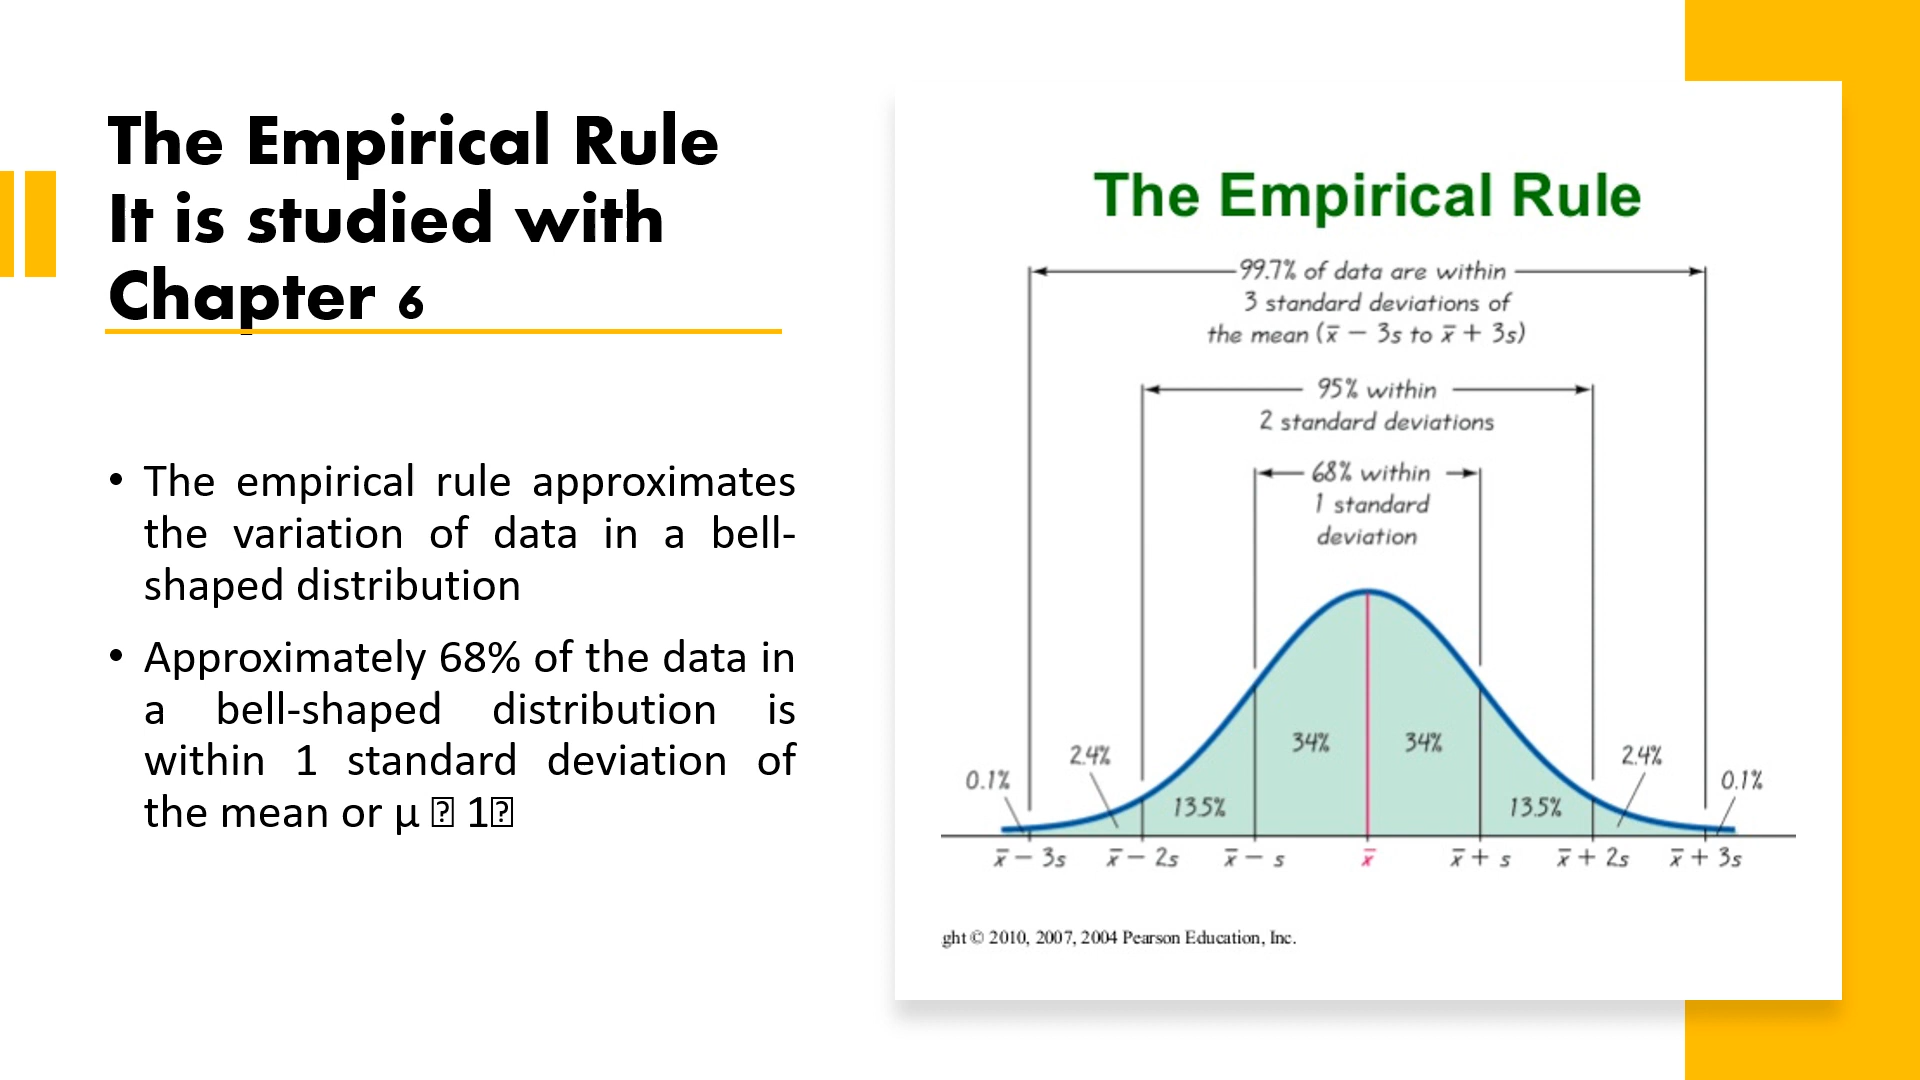 The Empirical Rule
It is studied with
Chapter 6
• The empirical rule approximates
the variation of data in a bell-
shaped distribution
• Approximately 68% of the data in
a bell-shaped distribution is
within 1 standard deviation of
the mean or μ 🯄 1🯄
The Empirical Rule
99.7% of data are within
3 standard deviations of
the mean (x̄ − 3s to x̄ + 3s)
95% within
2 standard deviations
68% within
1 standard
deviation
34% 34%
2.4% 2.4%
0.1% 0.1%
13.5% 13.5%
x̄ − 3s x̄ − 2s x̄ − s x̄ x̄ + s x̄ + 2s x̄ + 3s
ght © 2010, 2007, 2004 Pearson Education, Inc.